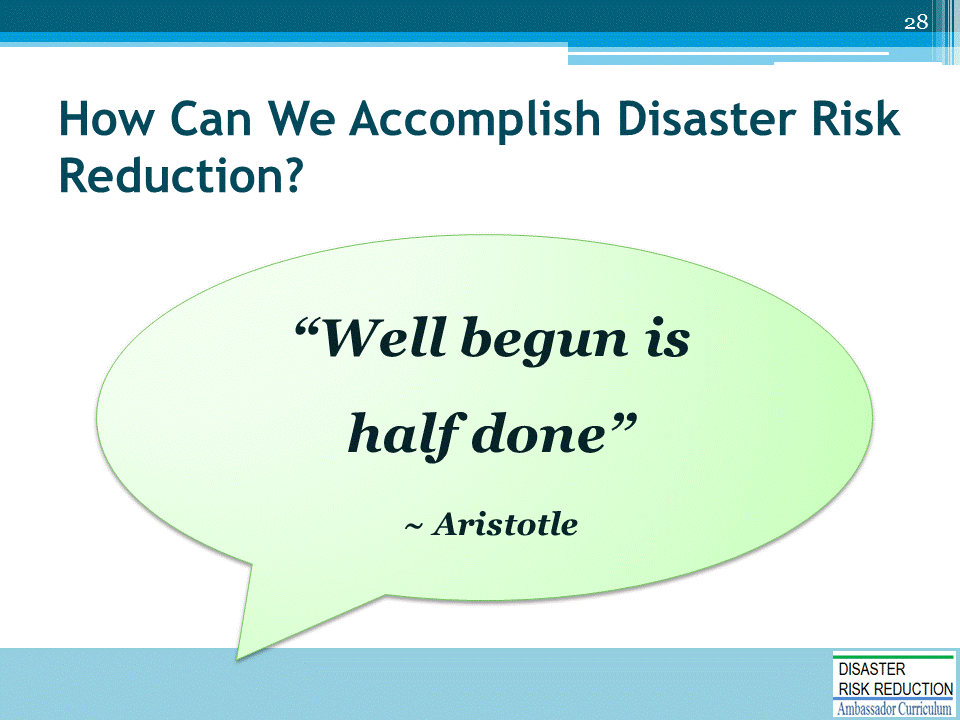 28
How Can We Accomplish Disaster Risk
Reduction?
“Well begun is
half done”
~ Aristotle
DISASTER
RISK REDUCTION
Ambassador Curriculum